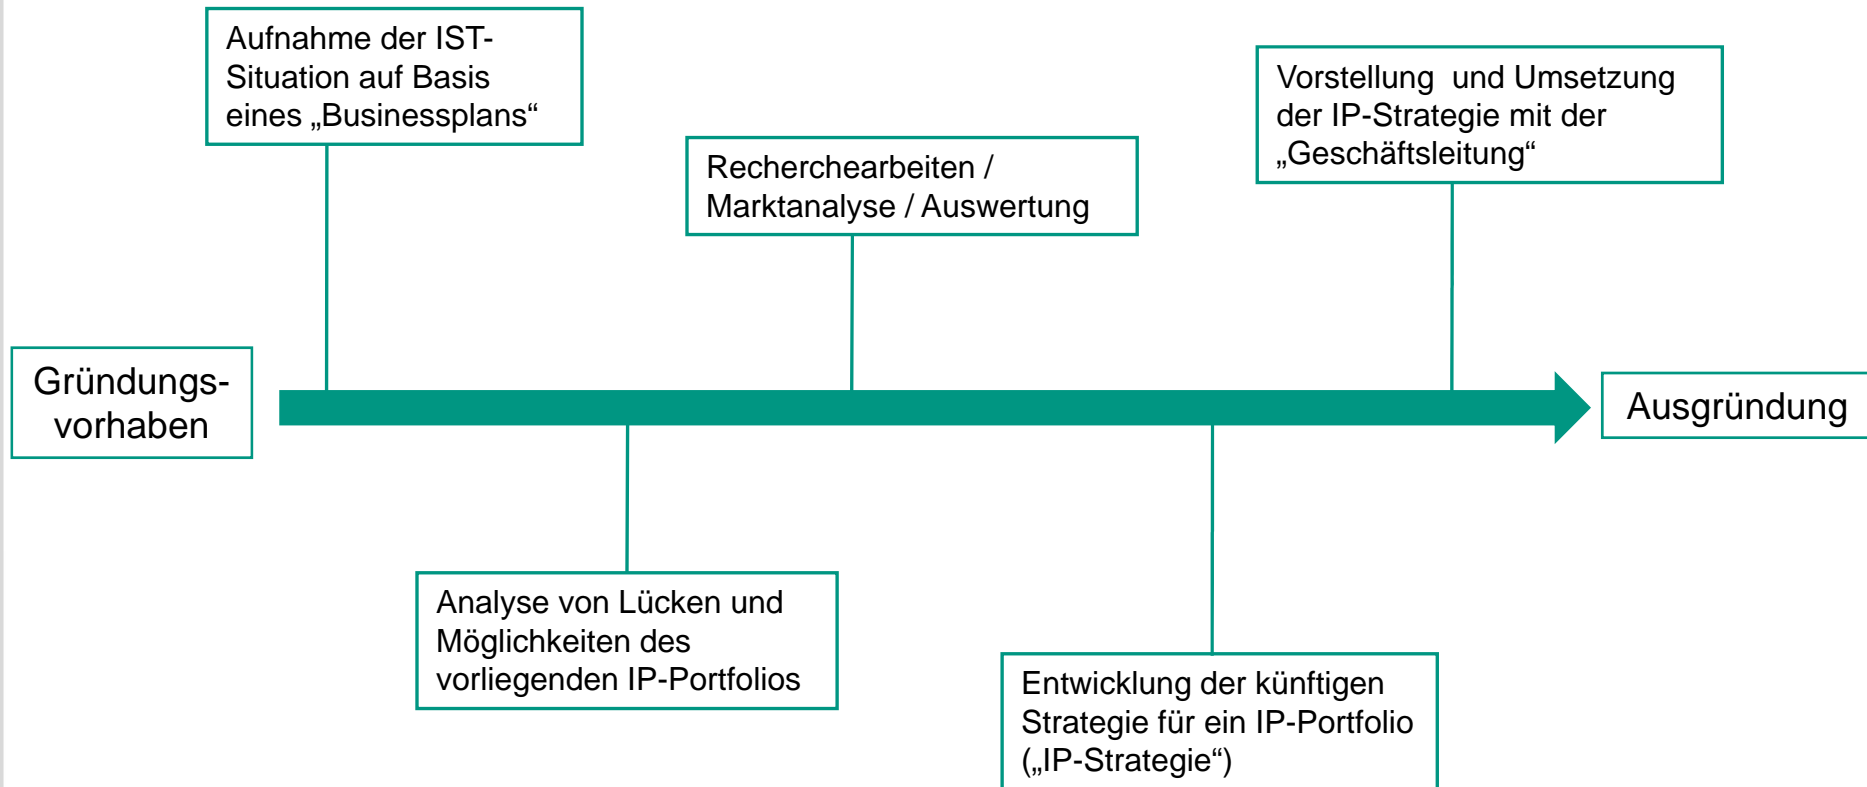 Aufnahme der IST-
Situation auf Basis
eines „Businessplans“
Vorstellung und Umsetzung
der IP-Strategie mit der
„Geschäftsleitung“
Recherchearbeiten /
Marktanalyse / Auswertung
Gründungs-
vorhaben
Ausgründung
Analyse von Lücken und
Möglichkeiten des
vorliegenden IP-Portfolios
Entwicklung der künftigen
Strategie für ein IP-Portfolio
(„IP-Strategie“)